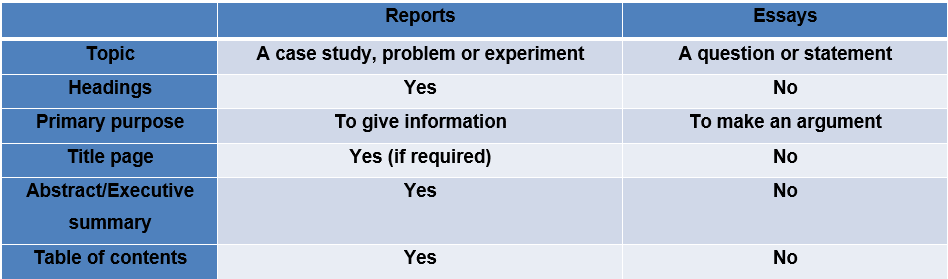 Reports Essays
Topic A case study, problem or experiment A question or statement
Headings Yes No
Primary purpose To give information To make an argument
Title page Yes (if required) No
Abstract/Executive Yes No
summary
Table of contents Yes No